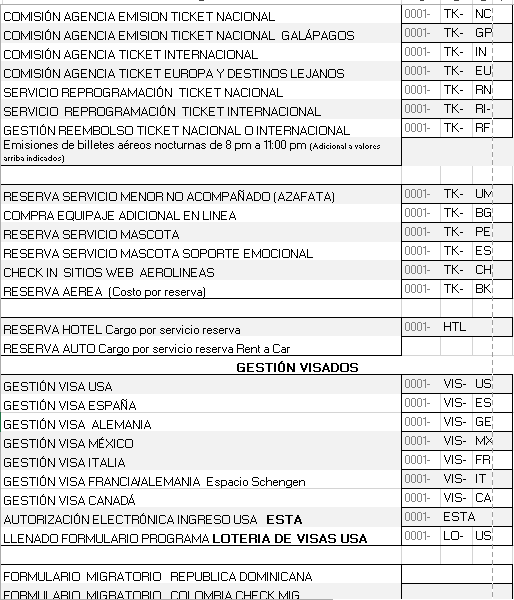 COMISIÓN AGENCIA EMISION TICKET NACIONAL 0001- TK- NC
COMISIÓN AGENCIA EMISION TICKET NACIONAL GALÁPAGOS 0001- TK- GP
COMISIÓN AGENCIA TICKET INTERNACIONAL 0001- TK- IN
COMISIÓN AGENCIA TICKET EUROPA Y DESTINOS LEJANOS 0001- TK- EU
SERVICIO REPROGRAMACIÓN TICKET NACIONAL 0001- TK- RN
SERVICIO REPROGRAMACIÓN TICKET INTERNACIONAL 0001- TK- RI-
GESTIÓN REEMBOLSO TICKET NACIONAL O INTERNACIONAL 0001- TK- RF
Emisiones de billetes aéreos nocturnas de 8 pm a 11:00 pm (Adicional a valores
arriba indicados)
RESERVA SERVICIO MENOR NO ACOMPAÑADO (AZAFATA) 0001- TK- UM
COMPRA EQUIPAJE ADICIONAL EN LINEA 0001- TK- BG
RESERVA SERVICIO MASCOTA 0001- TK- PE
RESERVA SERVICIO MASCOTA SOPORTE EMOCIONAL 0001- TK- ES
CHECK IN SITIOS WEB AEROLINEAS 0001- TK- CH
RESERVA AEREA (Costo por reserva) 0001- TK- BK
RESERVA HOTEL Cargo por servicio reserva 0001- HTL
RESERVA AUTO Cargo por servicio reserva Rent a Car
GESTIÓN VISADOS
GESTIÓN VISA USA 0001- VIS- US
GESTIÓN VISA ESPAÑA 0001- VIS- ES
GESTIÓN VISA ALEMANIA 0001- VIS- GE
GESTIÓN VISA MÉXICO 0001- VIS- MX
GESTIÓN VISA ITALIA 0001- VIS- FR
GESTIÓN VISA FRANCIA/ALEMANIA Espacio Schengen 0001- VIS- IT
GESTIÓN VISA CANADÁ 0001- VIS- CA
AUTORIZACIÓN ELECTRÓNICA INGRESO USA ESTA 0001- ESTA
LLENADO FORMULARIO PROGRAMA LOTERIA DE VISAS USA 0001- LO- US
FORMULARIO MIGRATORIO REPUBLICA DOMINICANA
FORMULARIO MIGRATORIO COLOMBIA CHECK MIG